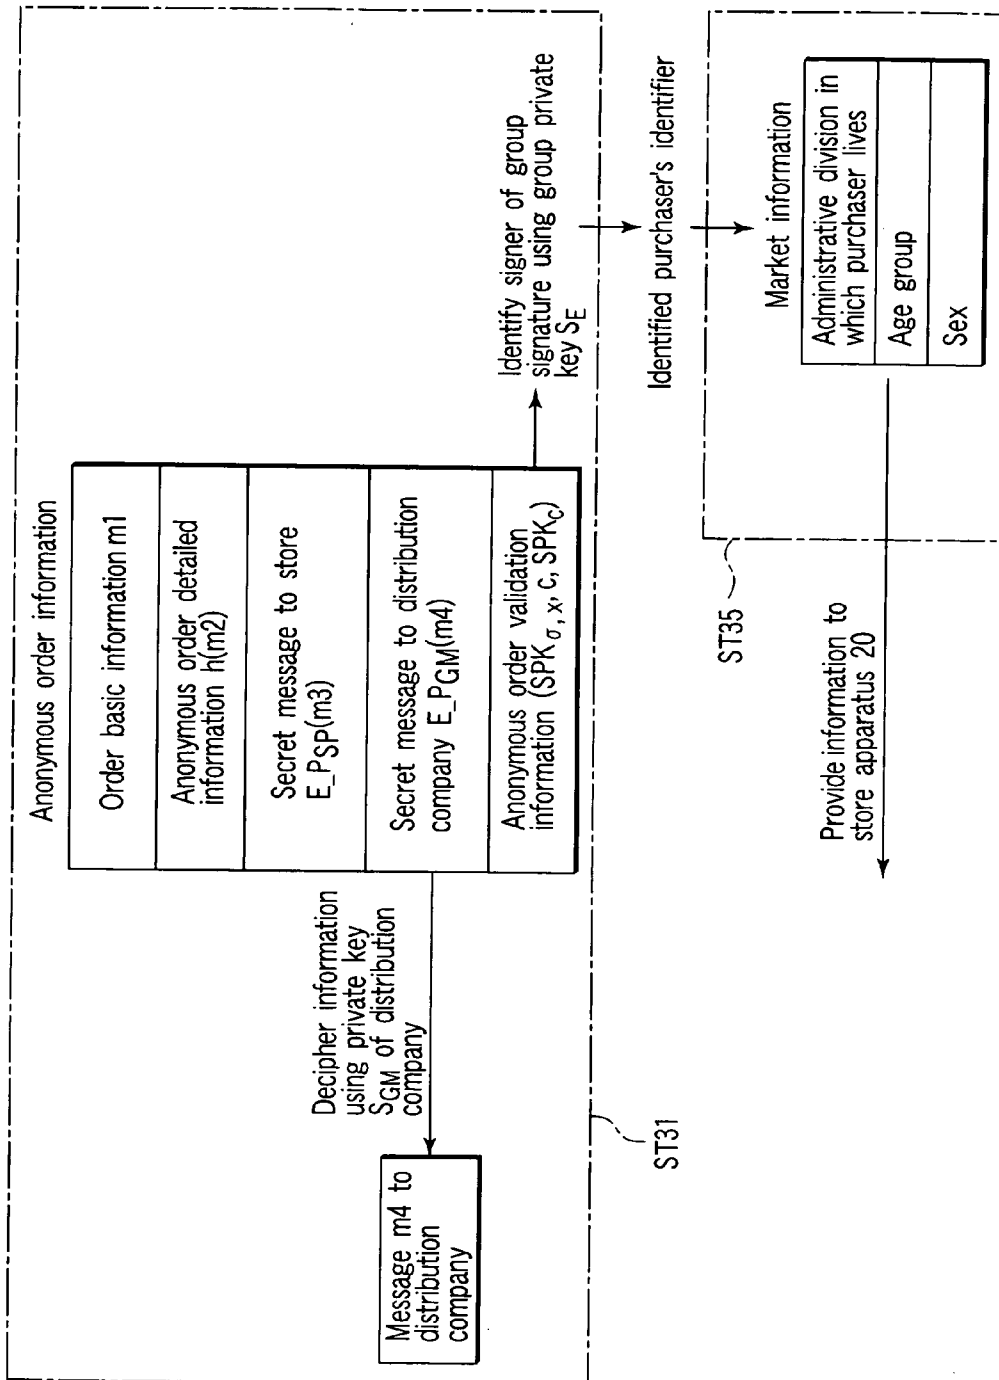 Anonymous order information
Order basic information m1
Anonymous order detailed
information h(m2)
Secret message to store
E_PSP(m3)
Secret message to distribution
company E_PGM(m4)
Anonymous order validation
information (SPKσ, x, C, SPKC)
Decipher information
using private key
SGM of distribution
company
Message m4 to
distribution
company
Identify signer of group
signature using group private
key SE
ST31
Identified purchaser's identifier
Market information
Administrative division in
which purchaser lives
Age group
Sex
ST35
Provide information to
store apparatus 20